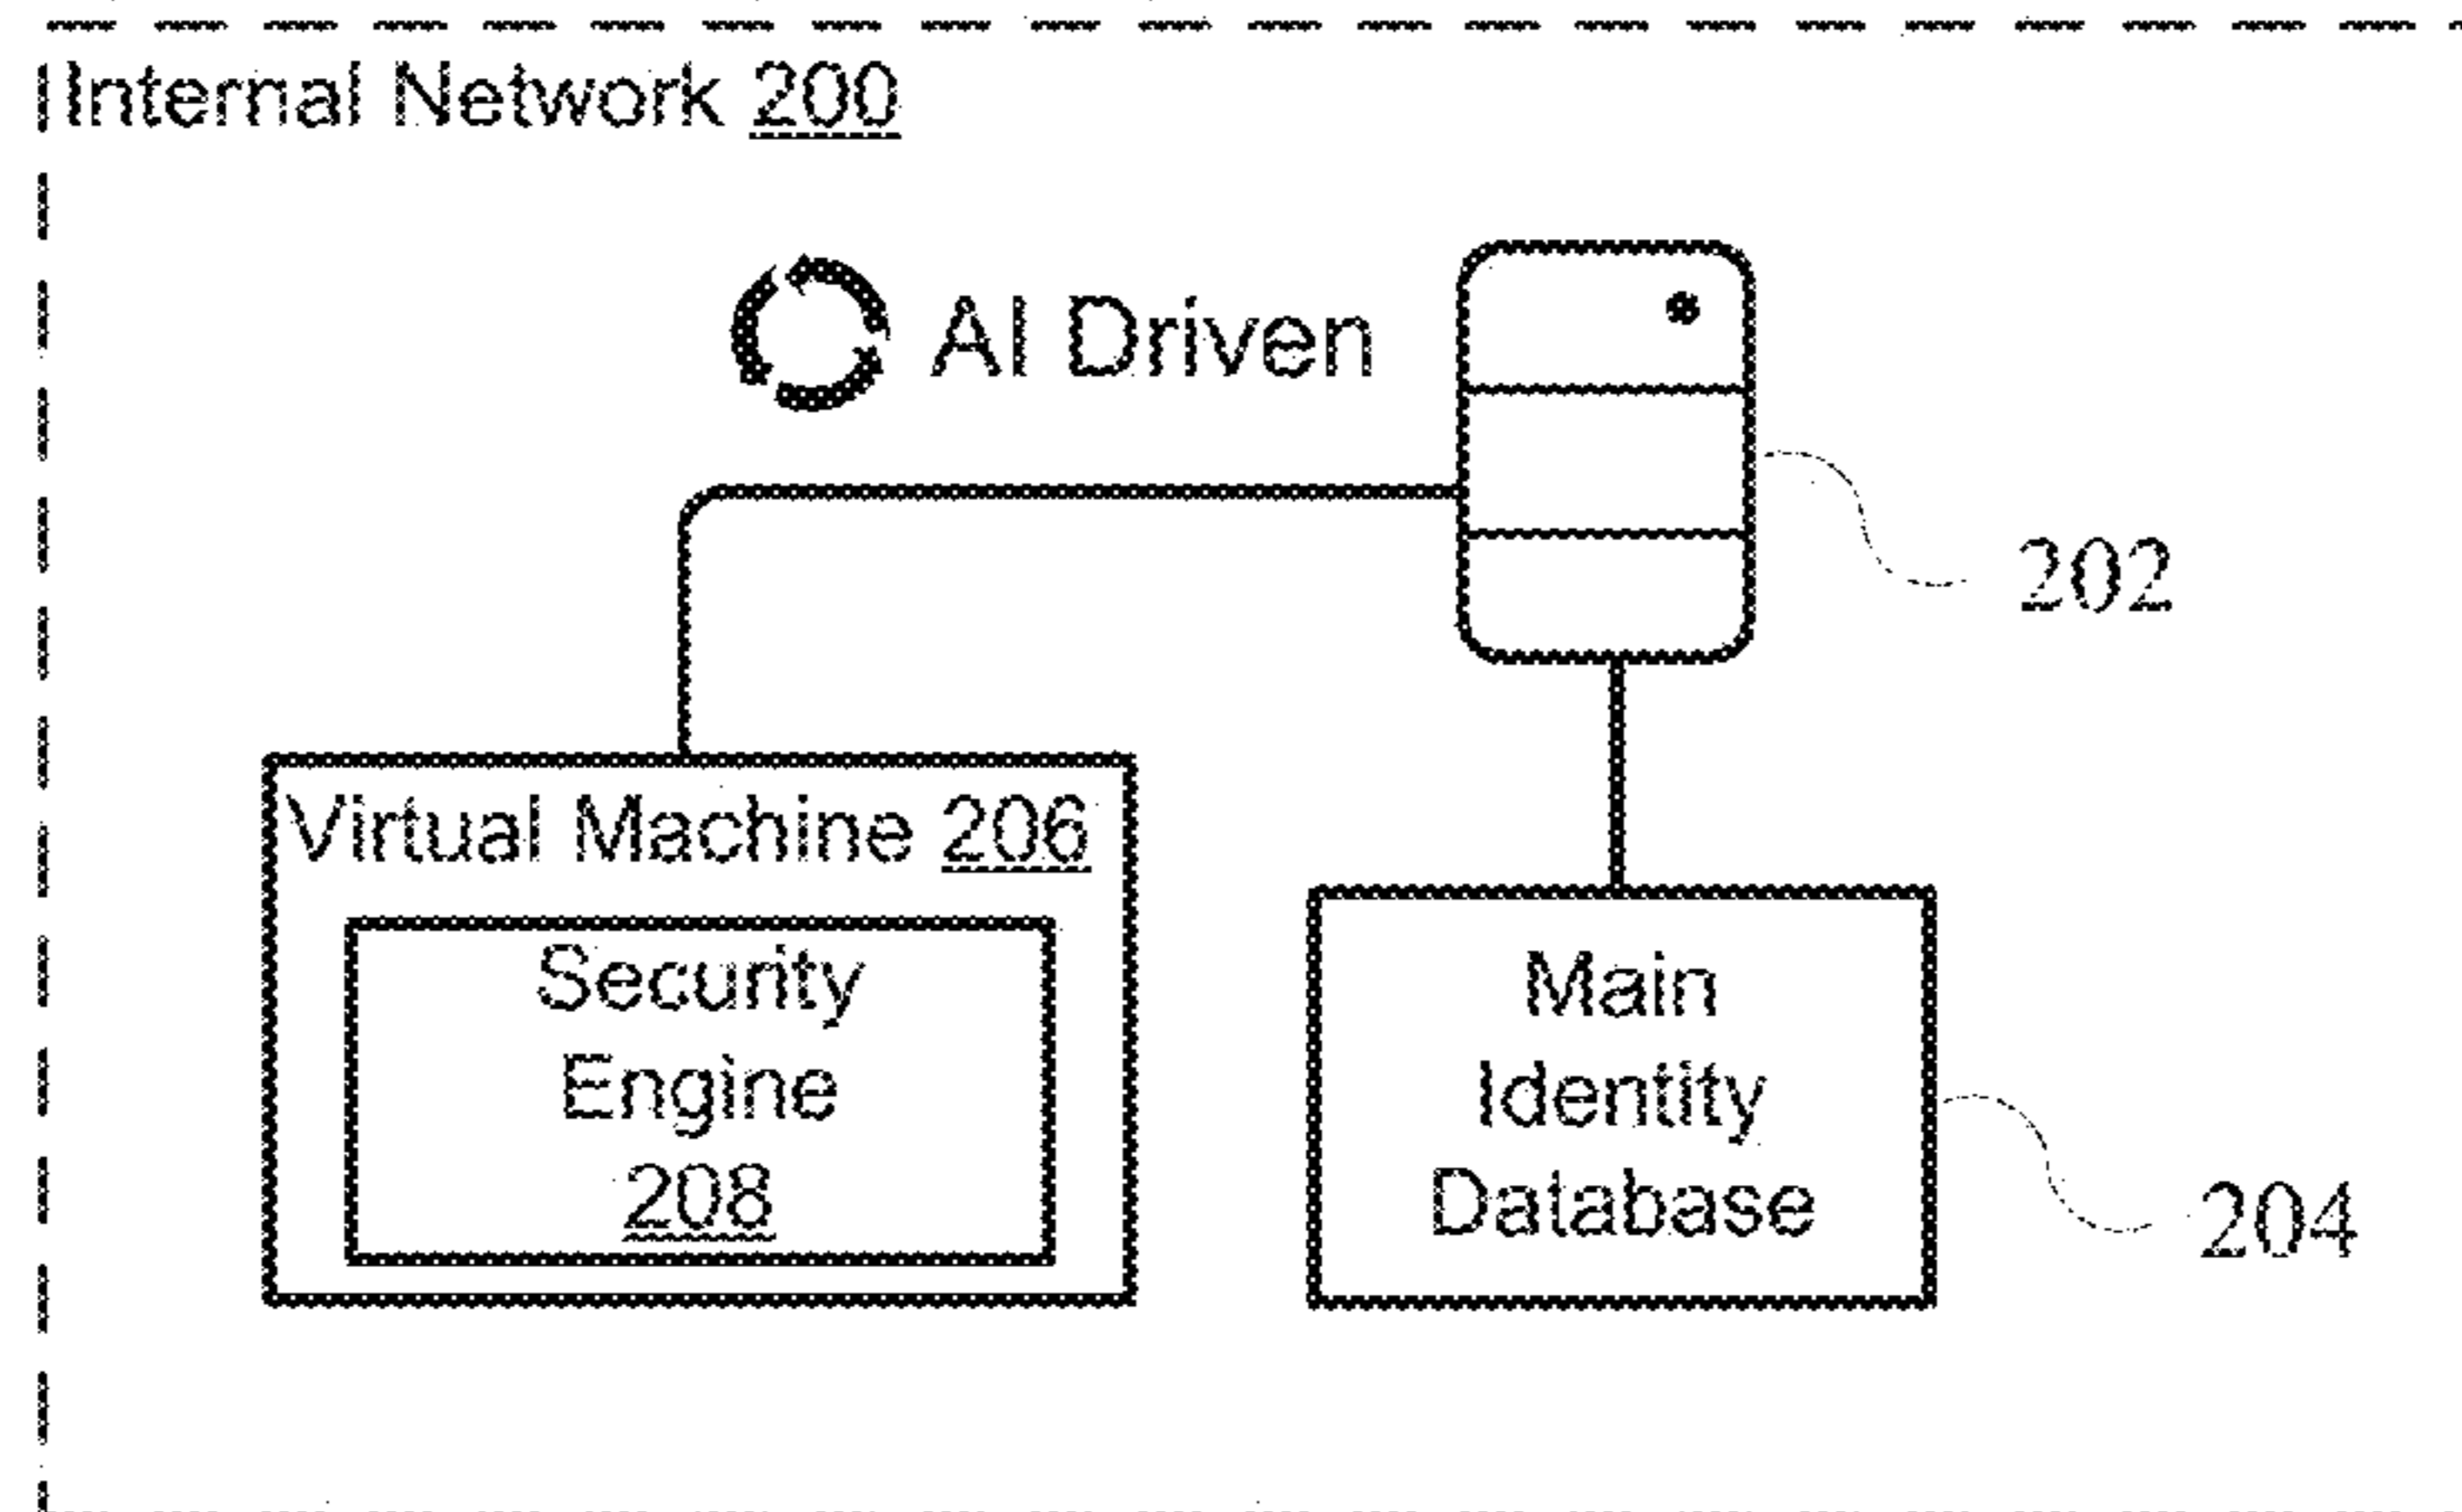 Internal Network 200
AI Driven
202
Virtual Machine 206
Security
Engine
208
Main
Identity
Database
204